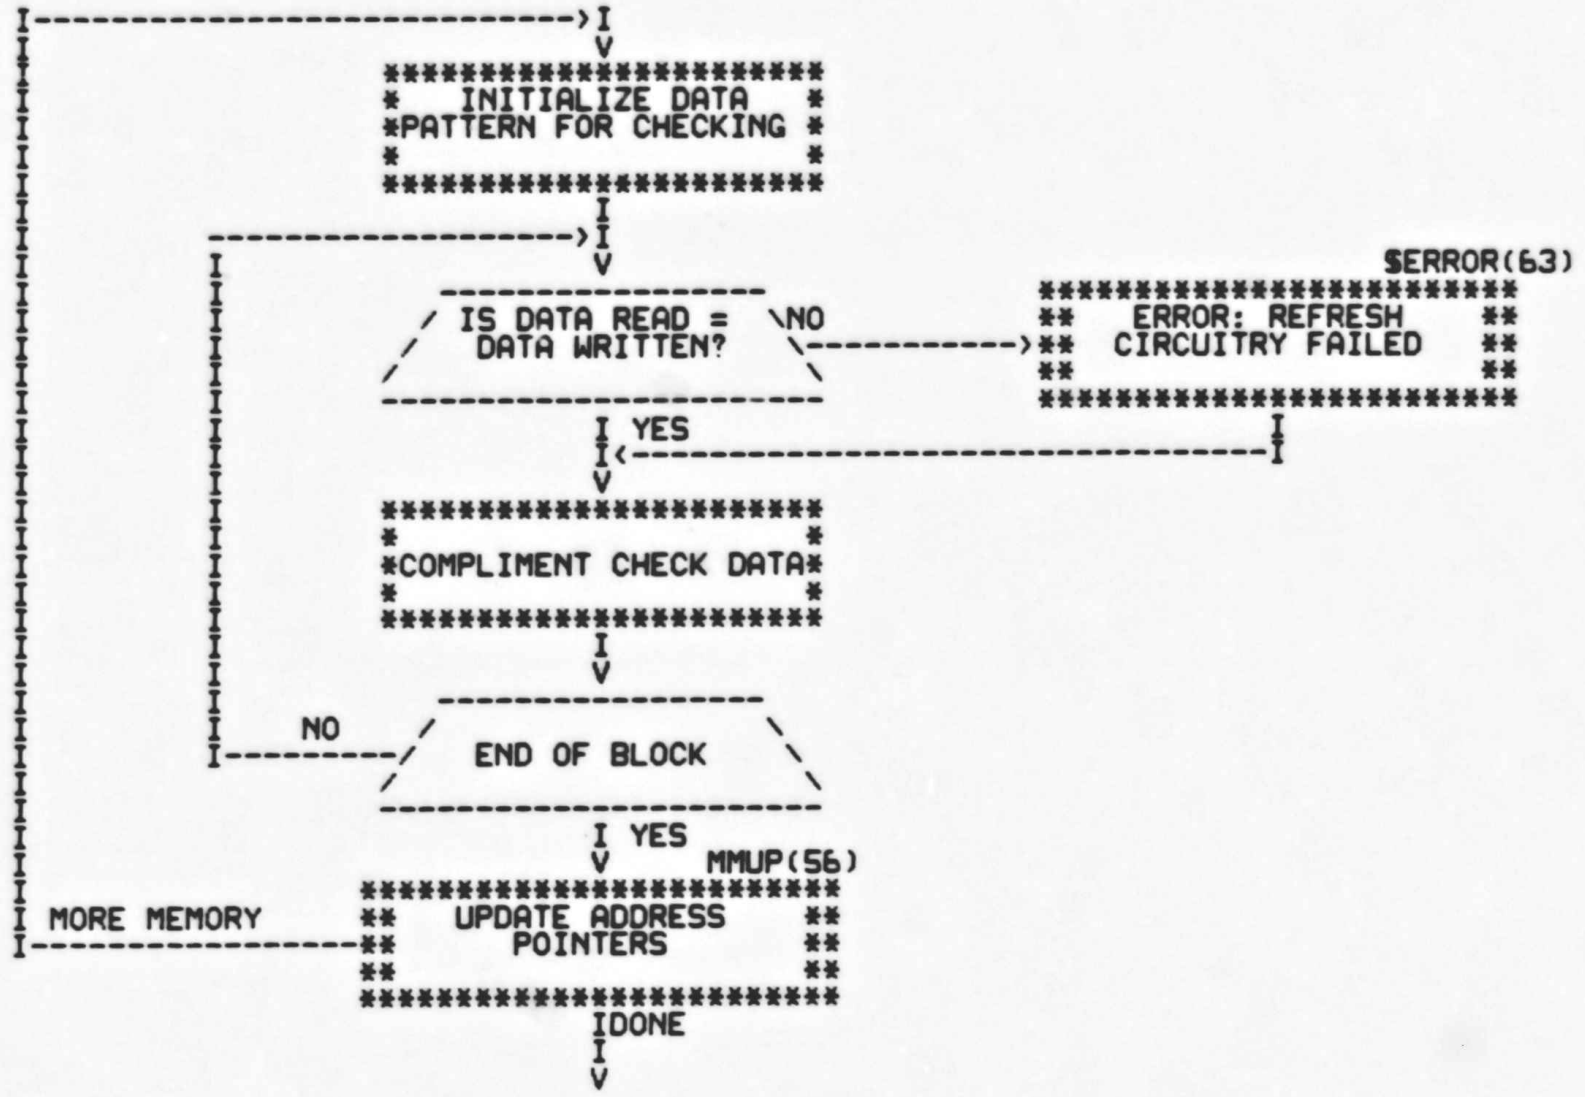 INITIALIZE DATA
PATTERN FOR CHECKING
$ERROR(63)
IS DATA READ =
DATA WRITTEN?
NO
ERROR: REFRESH
CIRCUITRY FAILED
YES
COMPLIMENT CHECK DATA
NO
END OF BLOCK
YES
MMUP(56)
MORE MEMORY
UPDATE ADDRESS
POINTERS
DONE